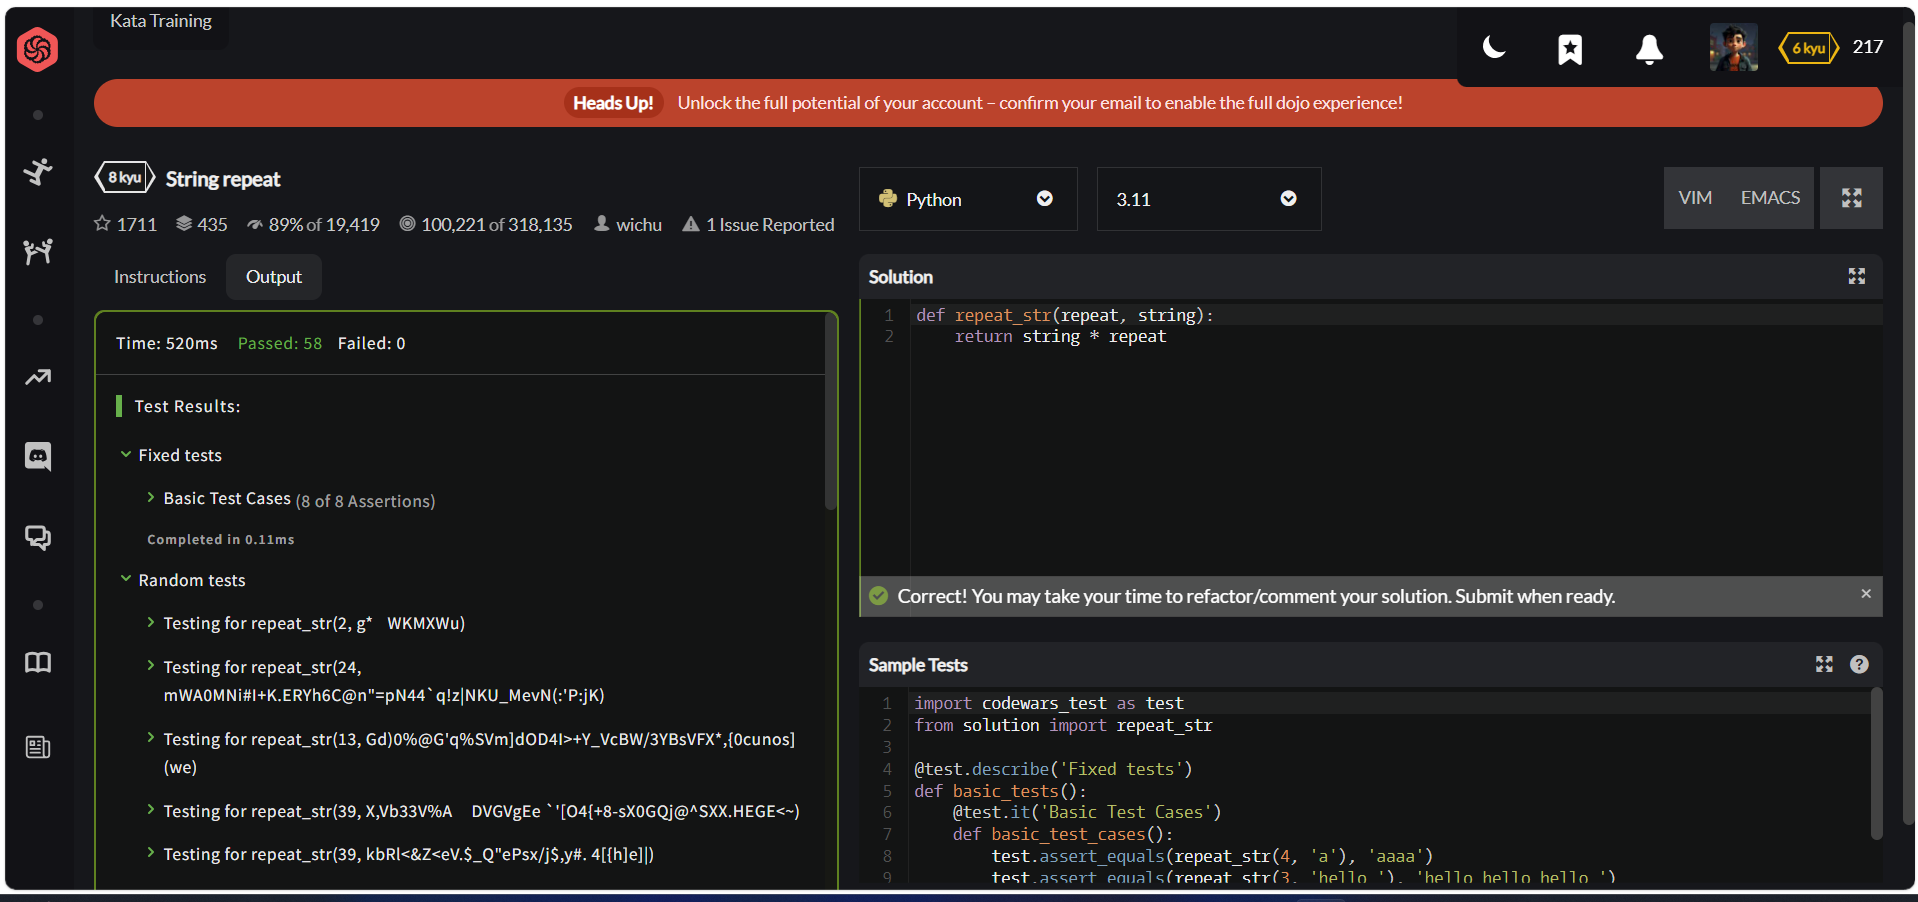 Kata Training
6 kyu 217
Heads Up! Unlock the full potential of your account – confirm your email to enable the full dojo experience!
8 kyu String repeat
1711 435 89% of 19,419 100,221 of 318,135 wichu 1 Issue Reported
Python 3.11 VIM EMACS
Instructions Output
Time: 520ms Passed: 58 Failed: 0
Test Results:
Fixed tests
Basic Test Cases (8 of 8 Assertions)
Completed in 0.11ms
Random tests
Testing for repeat_str(2, g*   WKMXWu)
Testing for repeat_str(24,
mWA0MNi#I+K.ERYh6C@n"=pN44`q!z|NKU_MevN(:'P:jK)
Testing for repeat_str(13, Gd)0%@G'q%SVm]dOD4I>+Y_VcBW/3YBsVFX*,{0cunos]
(we)
Testing for repeat_str(39, X,Vb33V%A    DVGVgEe `'[O4{+8-sX0GQj@^SXX.HEGE<~)
Testing for repeat_str(39, kbRl<&Z<eV.$_Q"ePsx/j$,y#. 4[{h]e]|)
Solution
1 def repeat_str(repeat, string):
2     return string * repeat
Correct! You may take your time to refactor/comment your solution. Submit when ready. ×
Sample Tests ?
1 import codewars_test as test
2 from solution import repeat_str
3
4 @test.describe('Fixed tests')
5 def basic_tests():
6     @test.it('Basic Test Cases')
7     def basic_test_cases():
8         test.assert_equals(repeat_str(4, 'a'), 'aaaa')
9         test.assert_equals(repeat_str(3, 'hello '), 'hello hello hello ')